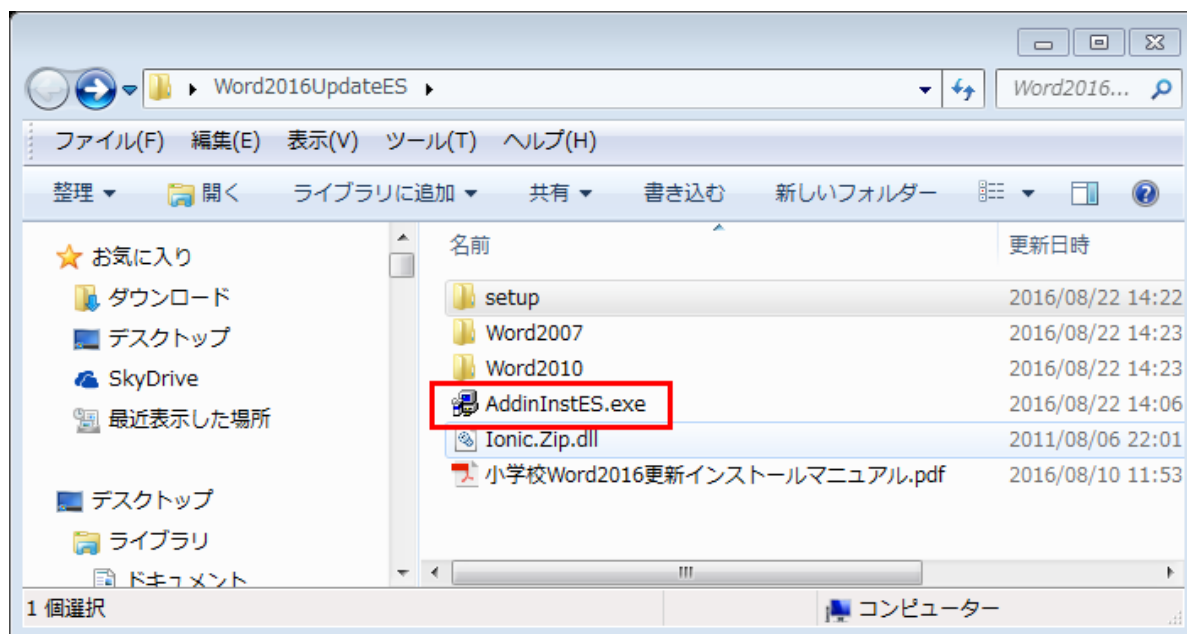 Word2016UpdateES
Word2016...
ファイル(F) 編集(E) 表示(V) ツール(T) ヘルプ(H)
整理 開く ライブラリに追加 共有 書き込む 新しいフォルダー
お気に入り
ダウンロード
デスクトップ
SkyDrive
最近表示した場所
デスクトップ
ライブラリ
ドキュメント
名前 更新日時
setup 2016/08/22 14:22
Word2007 2016/08/22 14:23
Word2010 2016/08/22 14:23
AddinInstES.exe 2016/08/22 14:06
Ionic.Zip.dll 2011/08/06 22:01
小学校Word2016更新インストールマニュアル.pdf 2016/08/10 11:53
1 個選択 コンピューター